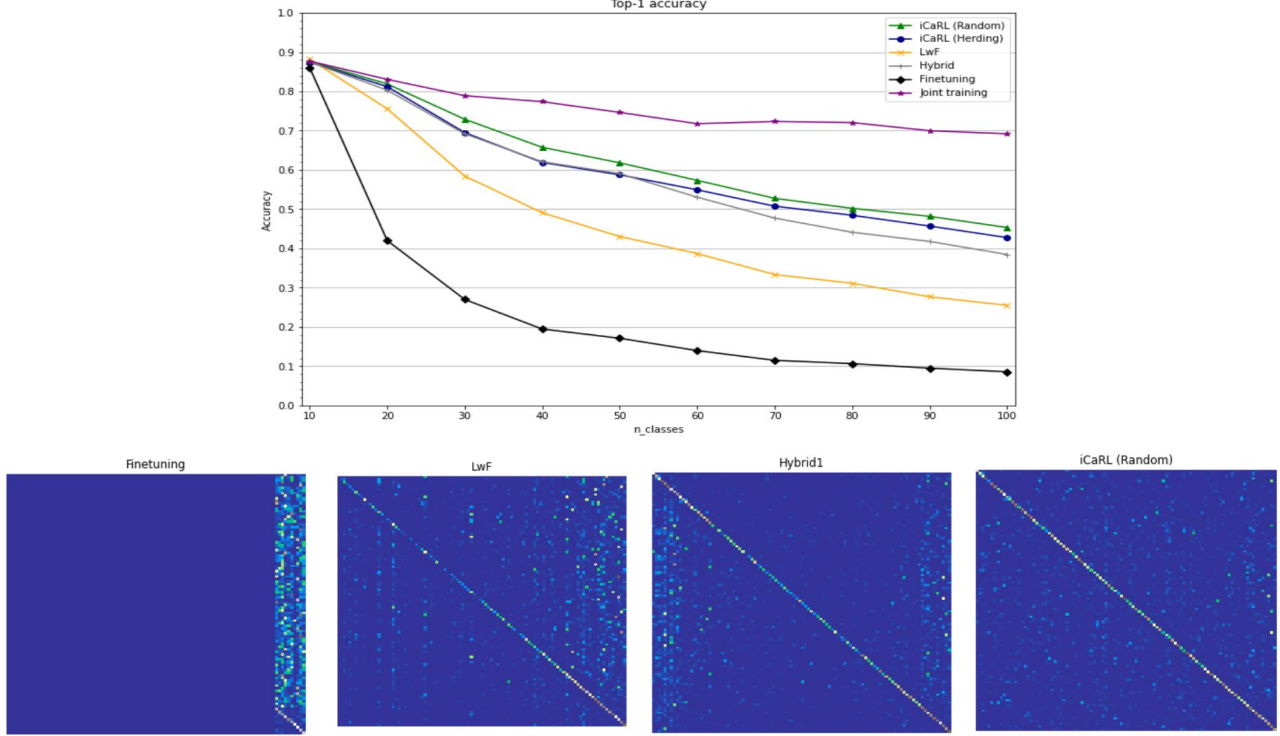 Top-1 accuracy
1.0
0.9
0.8
0.7
0.6
0.5
0.4
0.3
0.2
0.1
0.0
Accuracy
iCaRL (Random)
iCaRL (Herding)
LwF
Hybrid
Finetuning
Joint training
10 20 30 40 50 60 70 80 90 100
n_classes
Finetuning LwF Hybrid1 iCaRL (Random)